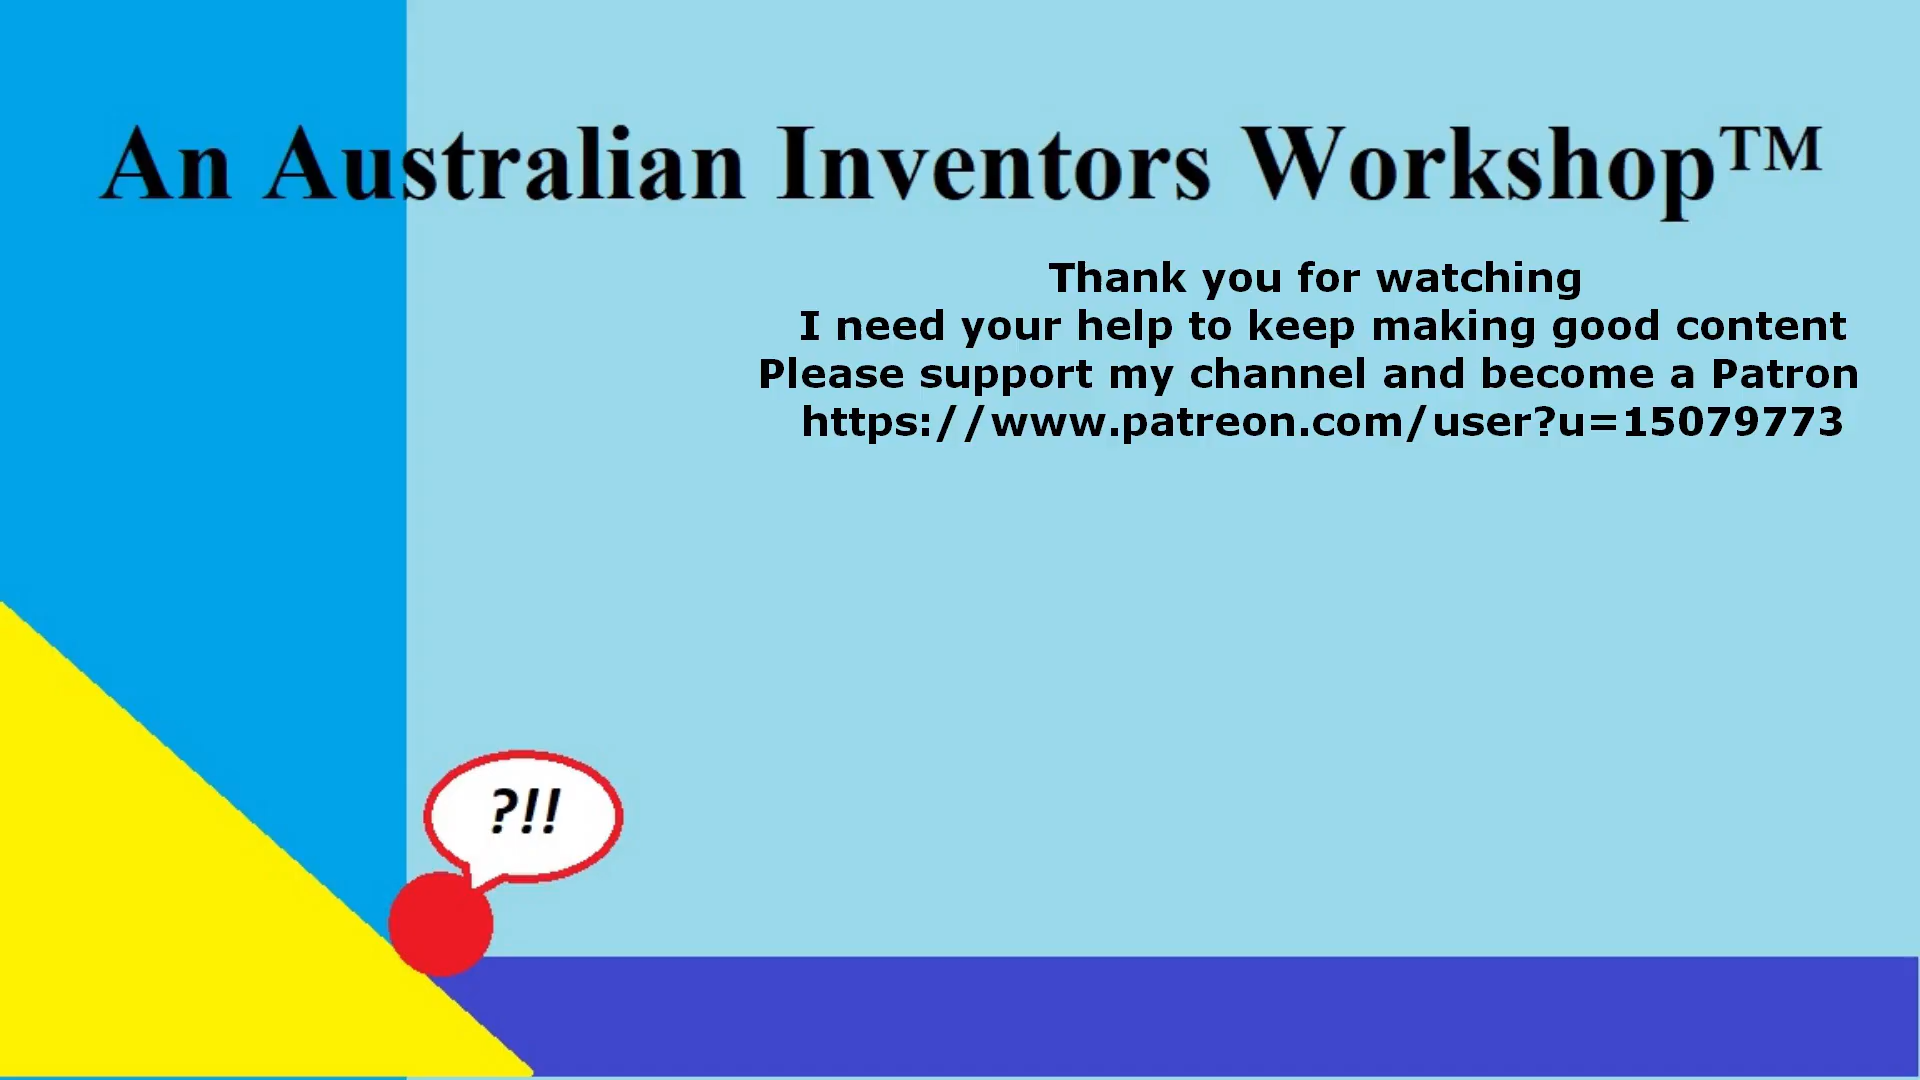 An Australian Inventors Workshop™
Thank you for watching
I need your help to keep making good content
Please support my channel and become a Patron
https://www.patreon.com/user?u=15079773
?!!